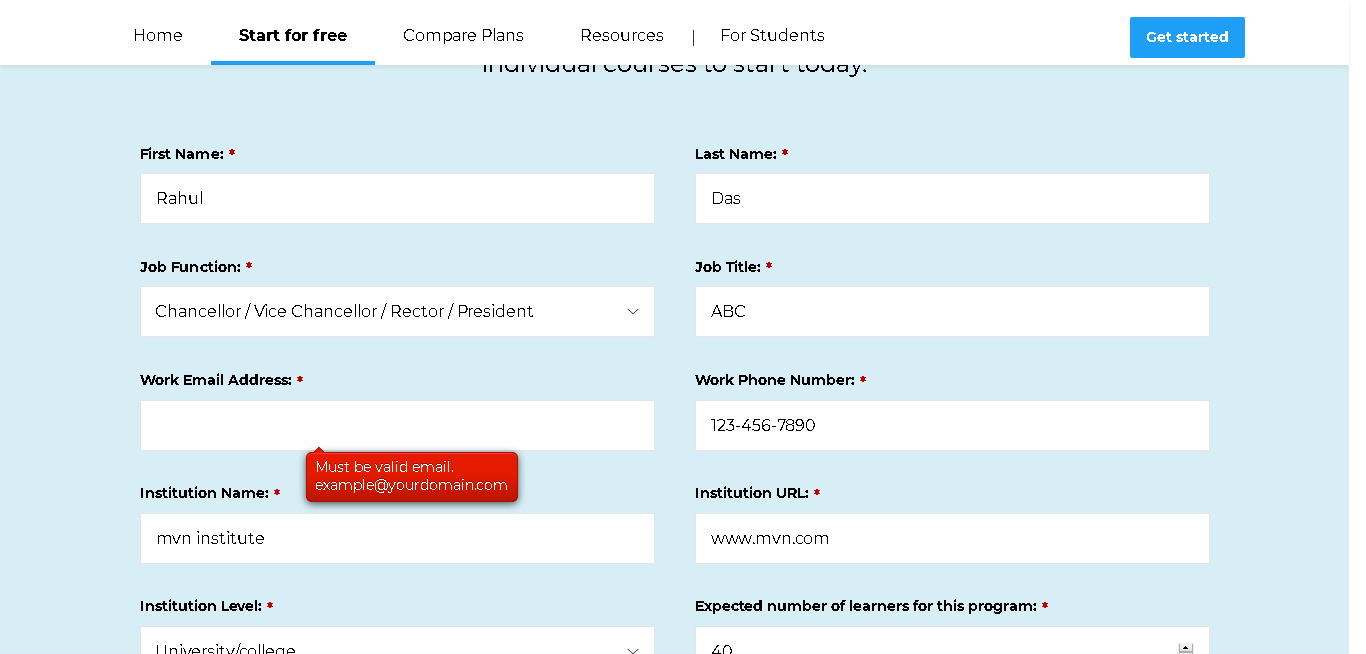 Home Start for free Compare Plans Resources | For Students Get started
individual courses to start today.
First Name: * Last Name: *
Rahul Das
Job Function: * Job Title: *
Chancellor / Vice Chancellor / Rector / President ABC
Work Email Address: * Work Phone Number: *
123-456-7890
Must be valid email.
example@yourdomain.com
Institution Name: * Institution URL: *
mvn institute www.mvn.com
Institution Level: * Expected number of learners for this program: *
University/college 40